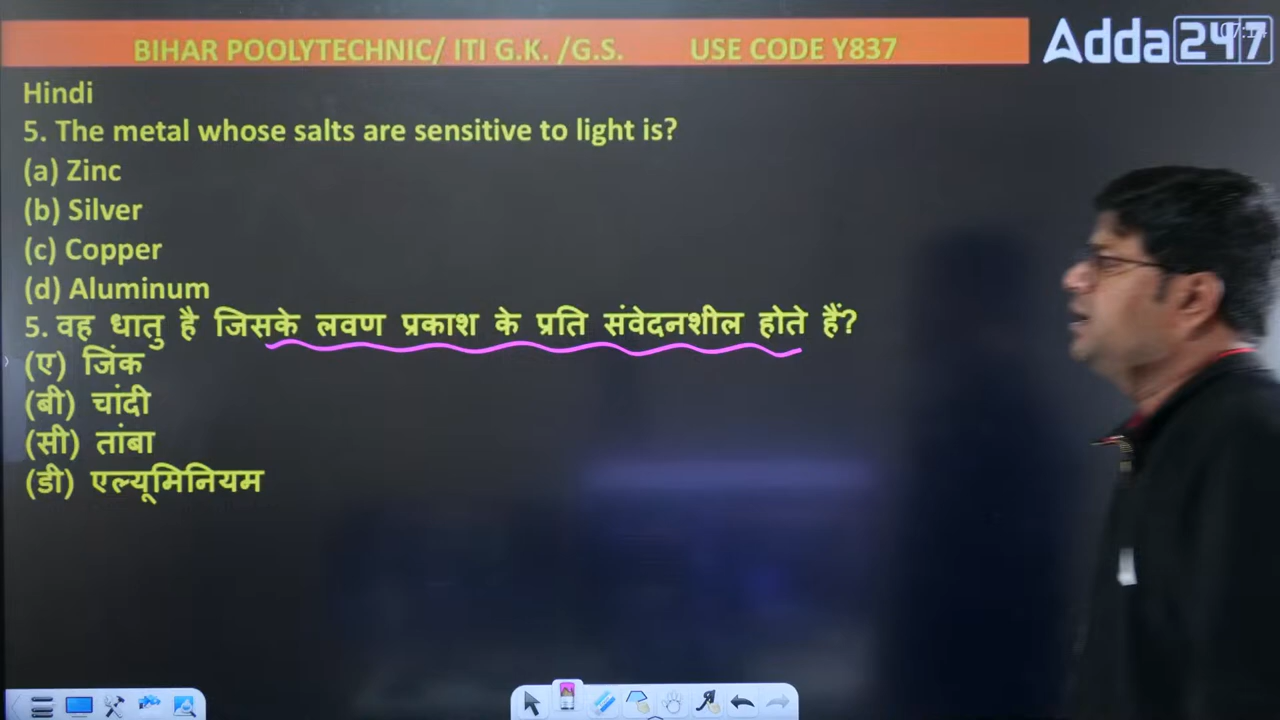 BIHAR POOLYTECHNIC/ ITI G.K. /G.S. USE CODE Y837
Adda247
Hindi
5. The metal whose salts are sensitive to light is?
(a) Zinc
(b) Silver
(c) Copper
(d) Aluminum
5. वह धातु है जिसके लवण प्रकाश के प्रति संवेदनशील होते हैं?
(ए) जिंक
(बी) चांदी
(सी) तांबा
(डी) एल्यूमिनियम